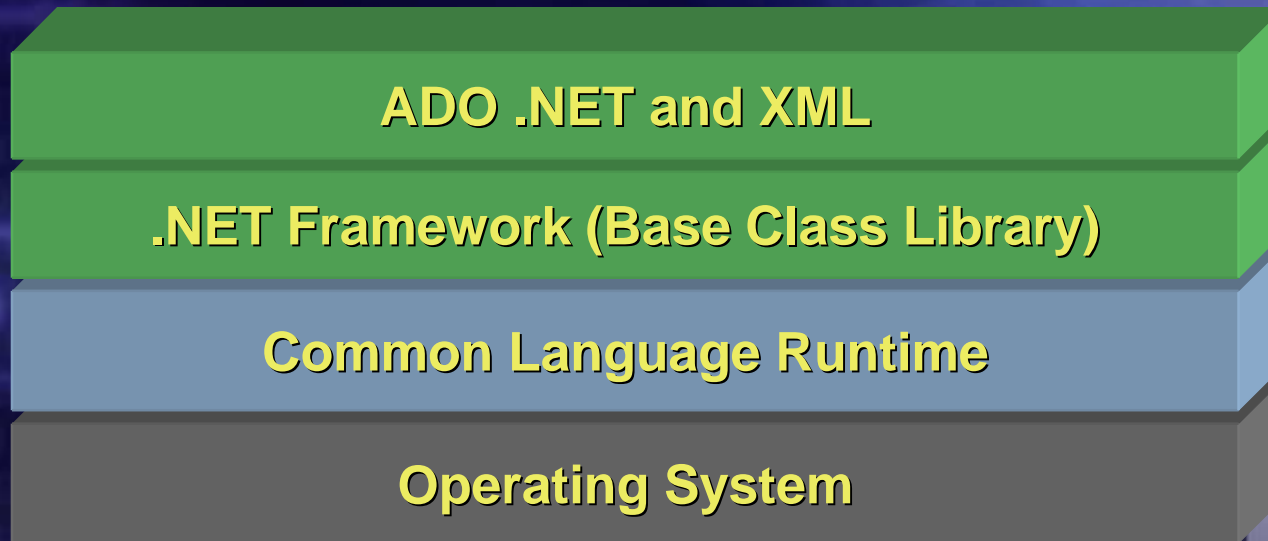 ADO .NET and XML
.NET Framework (Base Class Library)
Common Language Runtime
Operating System